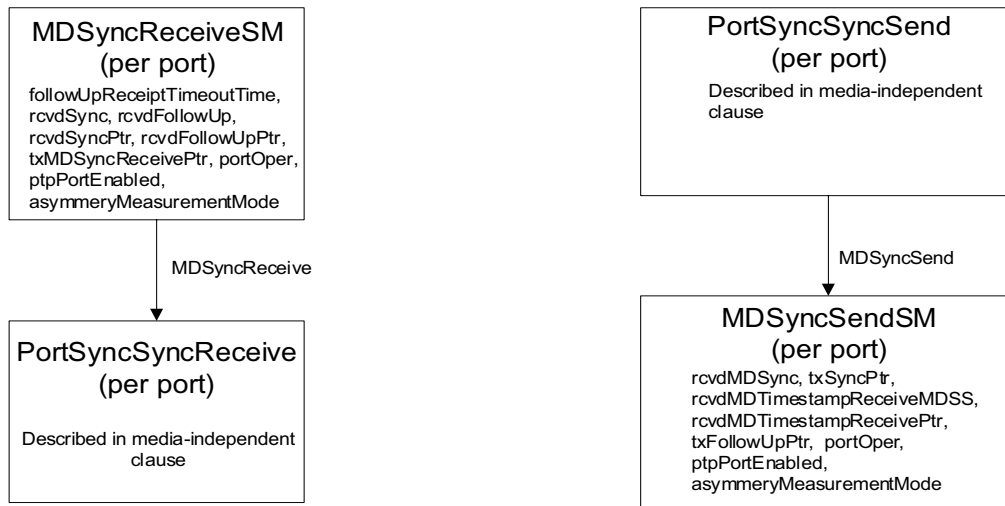 MDSyncReceiveSM
(per port)
followUpReceiptTimeoutTime,
rcvdSync, rcvdFollowUp,
rcvdSyncPtr, rcvdFollowUpPtr,
txMDSyncReceivePtr, portOper,
ptpPortEnabled,
asymmeryMeasurementMode
MDSyncReceive
PortSyncSyncReceive
(per port)
Described in media-independent
clause
PortSyncSyncSend
(per port)
Described in media-independent
clause
MDSyncSend
MDSyncSendSM
(per port)
rcvdMDSync, txSyncPtr,
rcvdMDTimestampReceiveMDSS,
rcvdMDTimestampReceivePtr,
txFollowUpPtr, portOper,
ptpPortEnabled,
asymmeryMeasurementMode